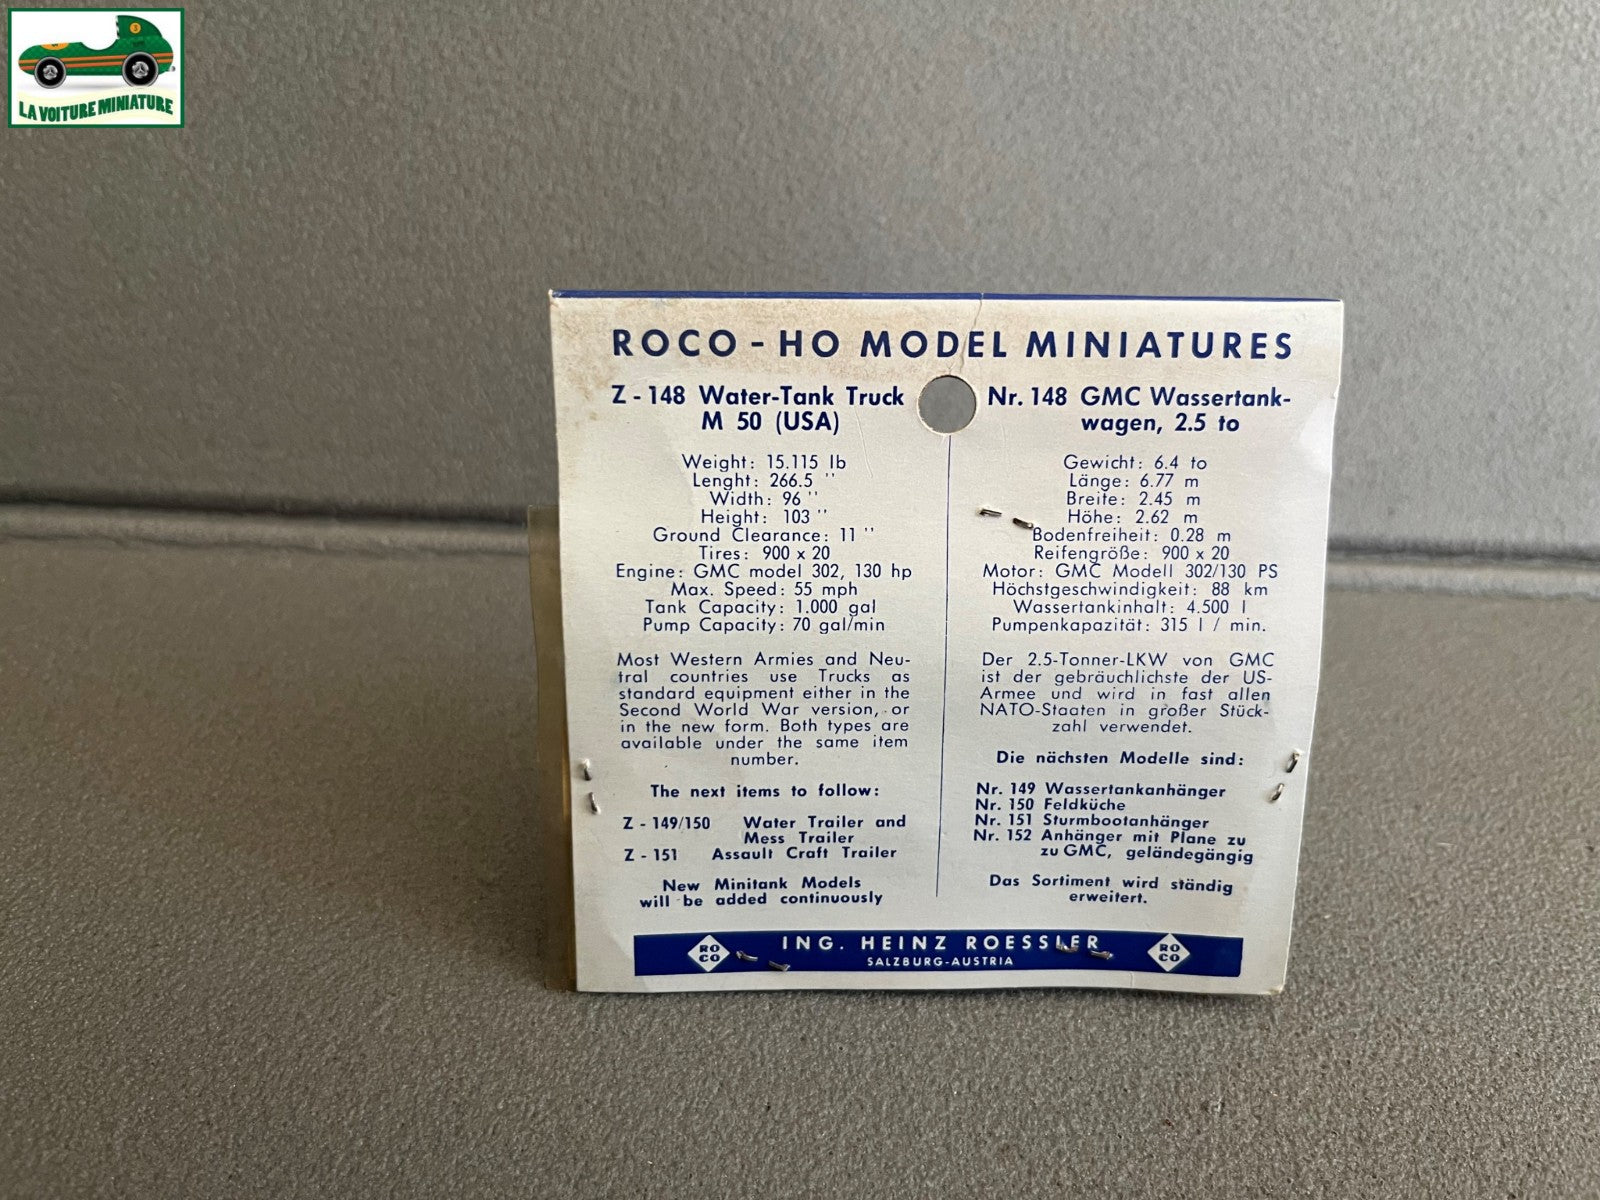 LA VOITURE MINIATURE
ROCO - HO MODEL MINIATURES
Z - 148 Water-Tank Truck
M 50 (USA)
Weight: 15.115 lb
Lenght: 266.5 ''
Width: 96 ''
Height: 103 ''
Ground Clearance: 11 ''
Tires: 900 x 20
Engine: GMC model 302, 130 hp
Max. Speed: 55 mph
Tank Capacity: 1.000 gal
Pump Capacity: 70 gal/min
Most Western Armies and Neu-
tral countries use Trucks as
standard equipment either in the
Second World War version, or
in the new form. Both types are
available under the same item
number.
The next items to follow:
Z - 149/150 Water Trailer and
Mess Trailer
Z - 151 Assault Craft Trailer
New Minitank Models
will be added continuously
Nr. 148 GMC Wassertank-
wagen, 2.5 to
Gewicht: 6.4 to
Länge: 6.77 m
Breite: 2.45 m
Höhe: 2.62 m
Bodenfreiheit: 0.28 m
Reifengröße: 900 x 20
Motor: GMC Modell 302/130 PS
Höchstgeschwindigkeit: 88 km
Wassertankinhalt: 4.500 l
Pumpenkapazität: 315 l / min.
Der 2.5-Tonner-LKW von GMC
ist der gebräuchlichste der US-
Armee und wird in fast allen
NATO-Staaten in großer Stück-
zahl verwendet.
Die nächsten Modelle sind:
Nr. 149 Wassertankanhänger
Nr. 150 Feldküche
Nr. 151 Sturmbootanhänger
Nr. 152 Anhänger mit Plane zu
zu GMC, geländegängig
Das Sortiment wird ständig
erweitert.
RO
CO
ING. HEINZ ROESSLER
SALZBURG-AUSTRIA
RO
CO